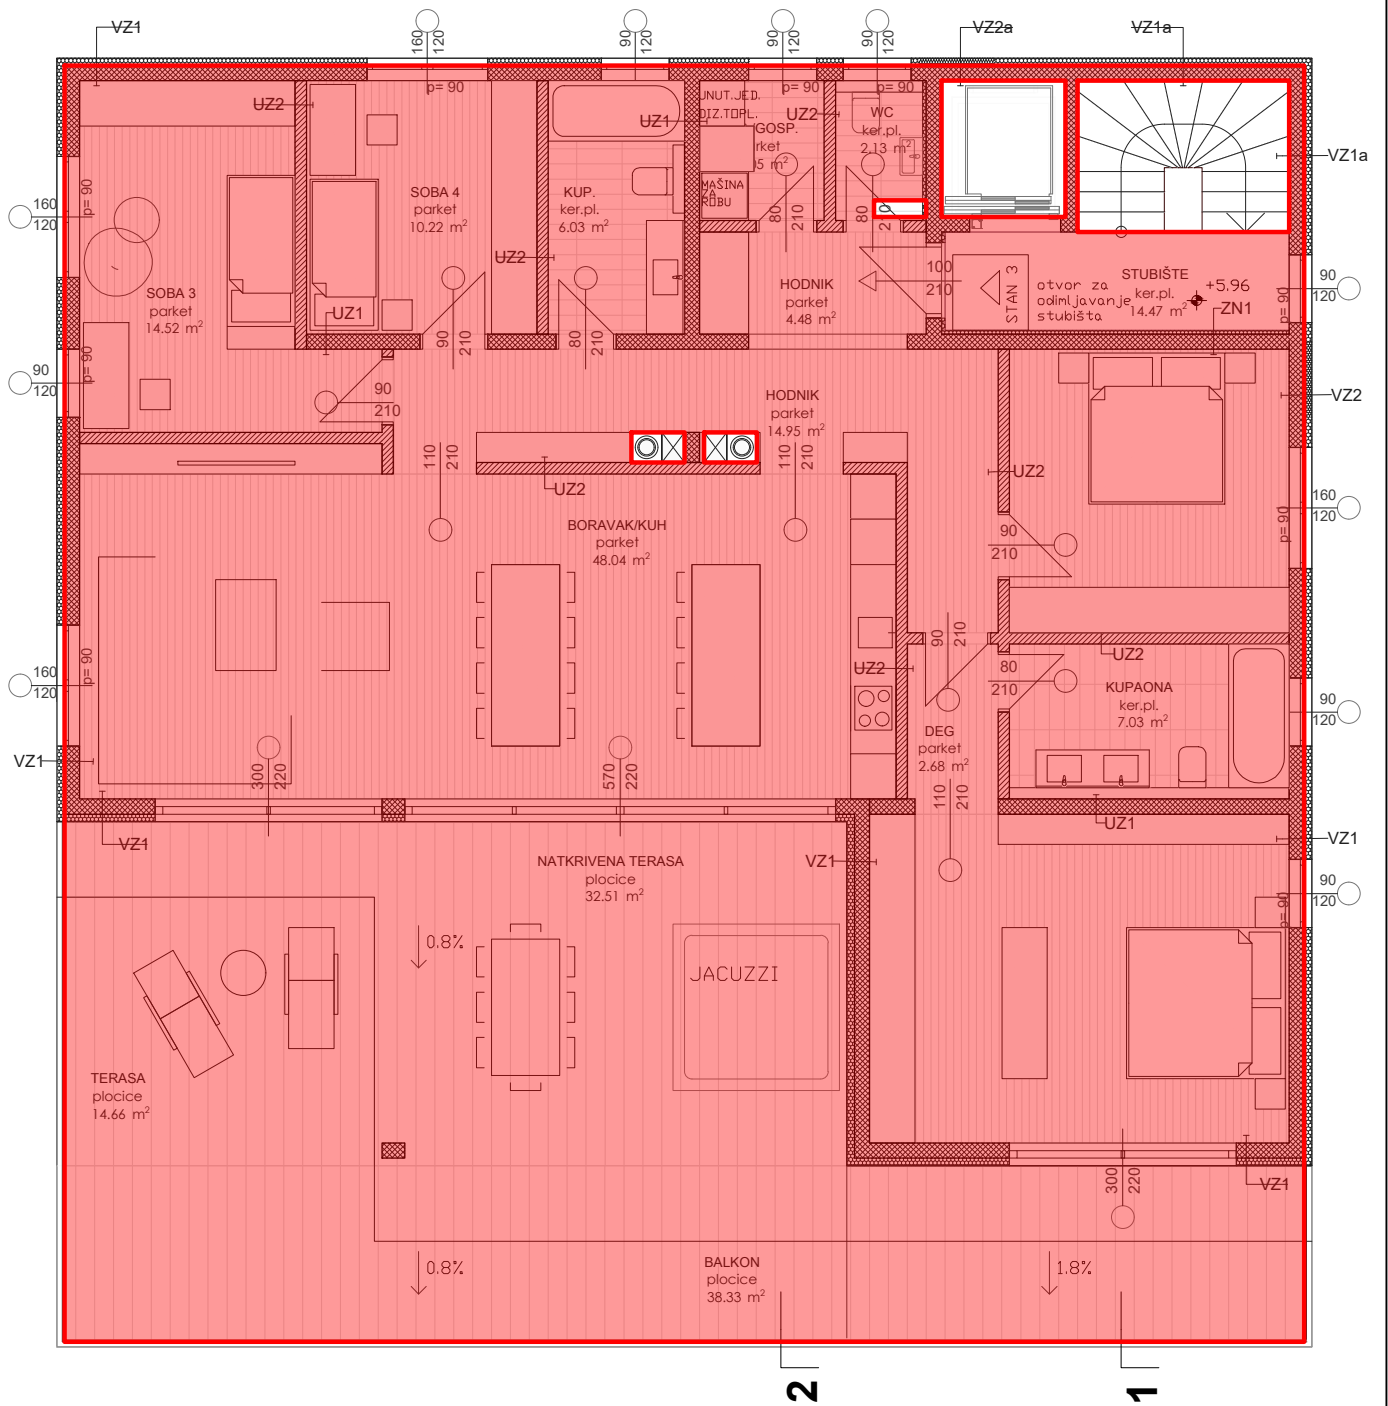 VZ1
160
120
90
120
90
120
90
120
VZ2a
VZ1a
p= 90
p= 90
p= 90
UZ2
UZ1
UNUT.JED.
DIZ.TOPL.
GOSP.
UZ2
WC
ker.pl.
2.13 m²
VZ1a
MAŠINA
ZA
ROBU
80
210
80
210
160
120
p= 90
SOBA 4
parket
10.22 m²
KUP.
ker.pl.
6.03 m²
UZ2
SOBA 3
parket
14.52 m²
UZ1
HODNIK
parket
4.48 m²
100
210
STAN 3
otvor za
odimljavanje
stubišta
STUBIŠTE
ker.pl.
14.47 m²
+5.96
ZN1
90
120
p= 90
90
210
80
210
90
120
p= 90
90
210
HODNIK
parket
14.95 m²
VZ2
110
210
110
210
UZ2
UZ2
BORAVAK/KUH
parket
48.04 m²
160
120
p= 90
90
210
90
210
UZ2
UZ2
80
210
KUPAONA
ker.pl.
7.03 m²
160
120
p= 90
90
120
VZ1
300
220
570
220
DEG
parket
2.68 m²
110
210
UZ1
VZ1
VZ1
VZ1
NATKRIVENA TERASA
plocice
32.51 m²
90
120
p= 90
0.8%
JACUZZI
TERASA
plocice
14.66 m²
300
220
VZ1
0.8%
BALKON
plocice
38.33 m²
1.8%
2
1